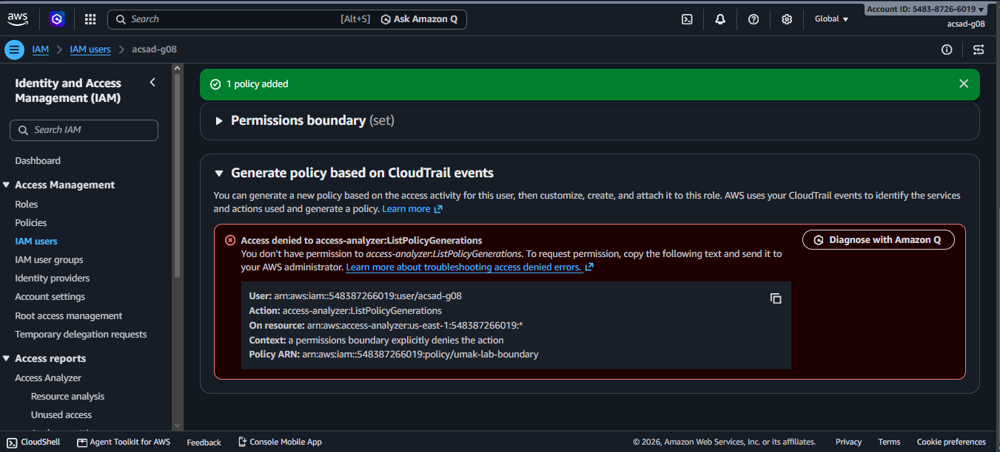 aws
Search
[Alt+S]
Ask Amazon Q
Global
Account ID: 5483-8726-6019
acsad-g08
IAM
IAM users
acsad-g08
Identity and Access
Management (IAM)
Search IAM
Dashboard
Access Management
Roles
Policies
IAM users
IAM user groups
Identity providers
Account settings
Root access management
Temporary delegation requests
Access reports
Access Analyzer
Resource analysis
Unused access
1 policy added
Permissions boundary (set)
Generate policy based on CloudTrail events
You can generate a new policy based on the access activity for this user, then customize, create, and attach it to this role. AWS uses your CloudTrail events to identify the services
and actions used and generate a policy. Learn more
Access denied to access-analyzer:ListPolicyGenerations
You don't have permission to access-analyzer:ListPolicyGenerations. To request permission, copy the following text and send it to
your AWS administrator. Learn more about troubleshooting access denied errors.
Diagnose with Amazon Q
User: arn:aws:iam::548387266019:user/acsad-g08
Action: access-analyzer:ListPolicyGenerations
On resource: arn:aws:access-analyzer:us-east-1:548387266019:*
Context: a permissions boundary explicitly denies the action
Policy ARN: arn:aws:iam::548387266019:policy/umak-lab-boundary
CloudShell
Agent Toolkit for AWS
Feedback
Console Mobile App
© 2026, Amazon Web Services, Inc. or its affiliates.
Privacy
Terms
Cookie preferences